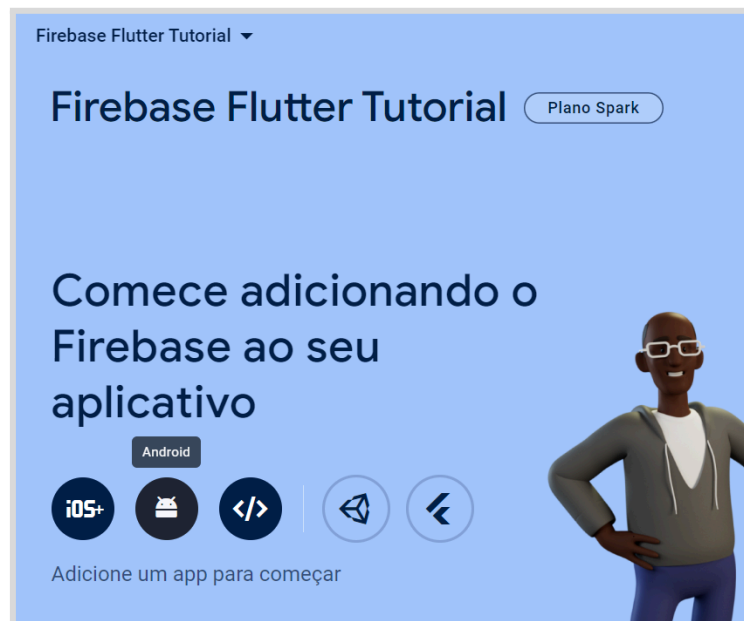 Firebase Flutter Tutorial
Firebase Flutter Tutorial Plano Spark
Comece adicionando o
Firebase ao seu
aplicativo
Android
iOS+ </>
Adicione um app para começar